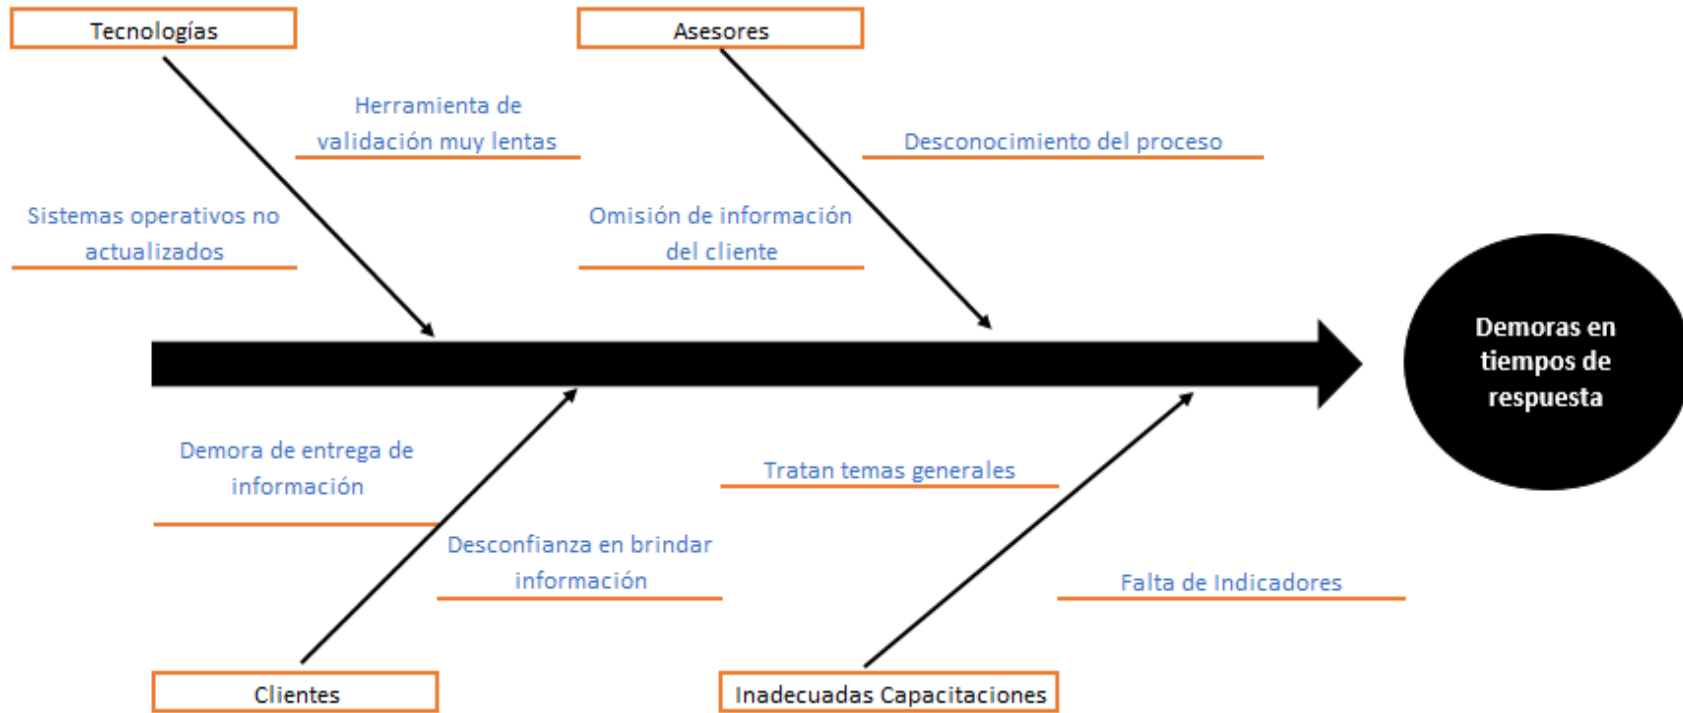 Tecnologías
Asesores
Herramienta de
validación muy lentas
Desconocimiento del proceso
Sistemas operativos no
actualizados
Omisión de información
del cliente
Demoras en
tiempos de
respuesta
Demora de entrega de
información
Tratan temas generales
Desconfianza en brindar
información
Falta de Indicadores
Clientes
Inadecuadas Capacitaciones